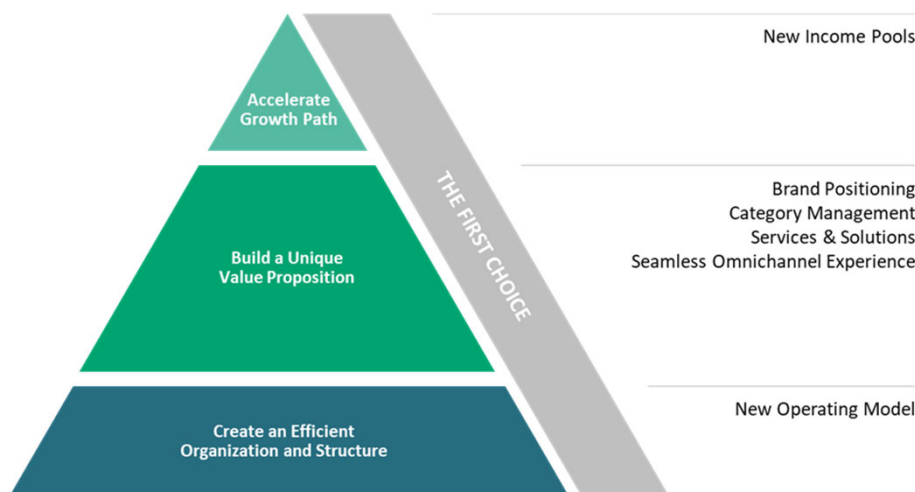 New Income Pools
Accelerate
Growth Path
THE FIRST CHOICE
Brand Positioning
Category Management
Services & Solutions
Seamless Omnichannel Experience
Build a Unique
Value Proposition
New Operating Model
Create an Efficient
Organization and Structure